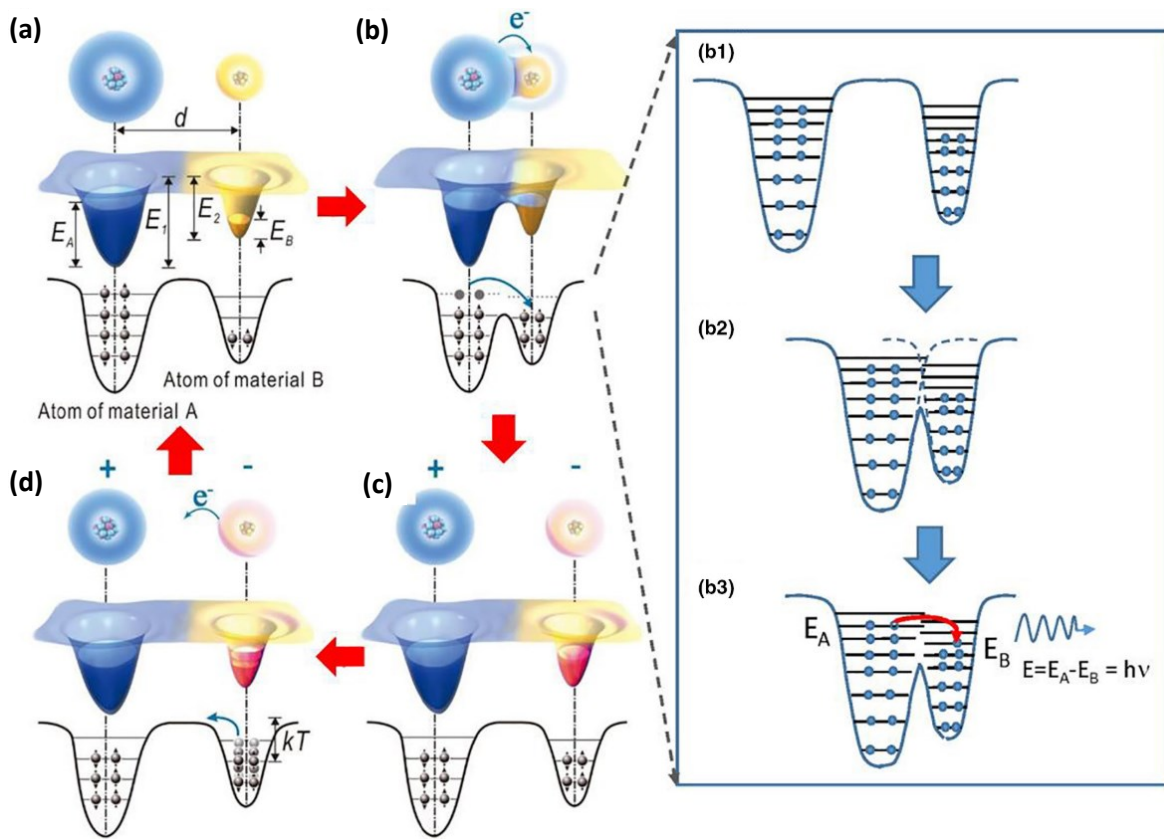 (a)
d
E_A
E_1
E_2
E_B
Atom of material B
Atom of material A
(b)
e-
(b1)
(b2)
(b3)
E_A
E_B
E=E_A-E_B = hν
(d)
+
-
e-
kT
(c)
+
-